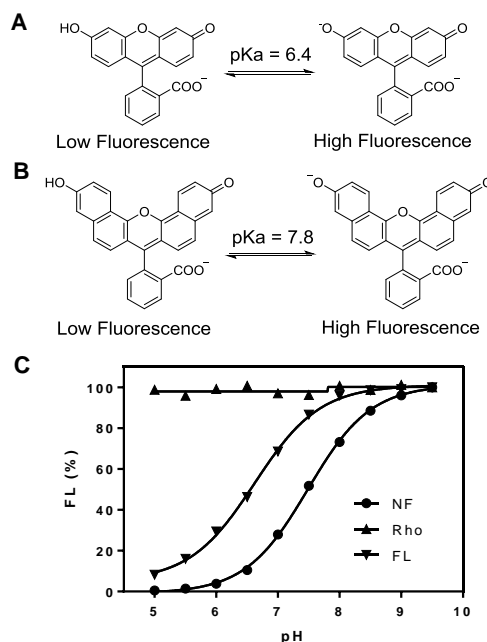 A
HO O O
pKa = 6.4
⁻O O O
COO⁻
COO⁻
Low Fluorescence
High Fluorescence
B
HO O O
pKa = 7.8
⁻O O O
COO⁻
COO⁻
Low Fluorescence
High Fluorescence
C
FL (%)
100
80
60
40
20
0
NF
Rho
FL
5 6 7 8 9 10
pH